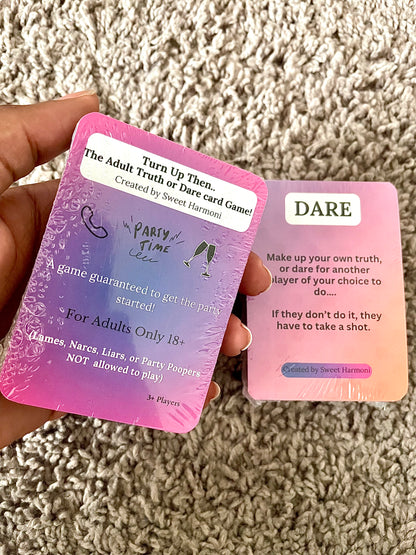 Turn Up Then..
The Adult Truth or Dare card Game!
Created by Sweet Harmoni
PARTY
TIME
A game guaranteed to get the party
started!
For Adults Only 18+
(Lames, Narcs, Liars, or Party Poopers
NOT allowed to play)
3+ Players
DARE
Make up your own truth,
or dare for another
player of your choice to
do....
If they don't do it, they
have to take a shot.
Created by Sweet Harmoni